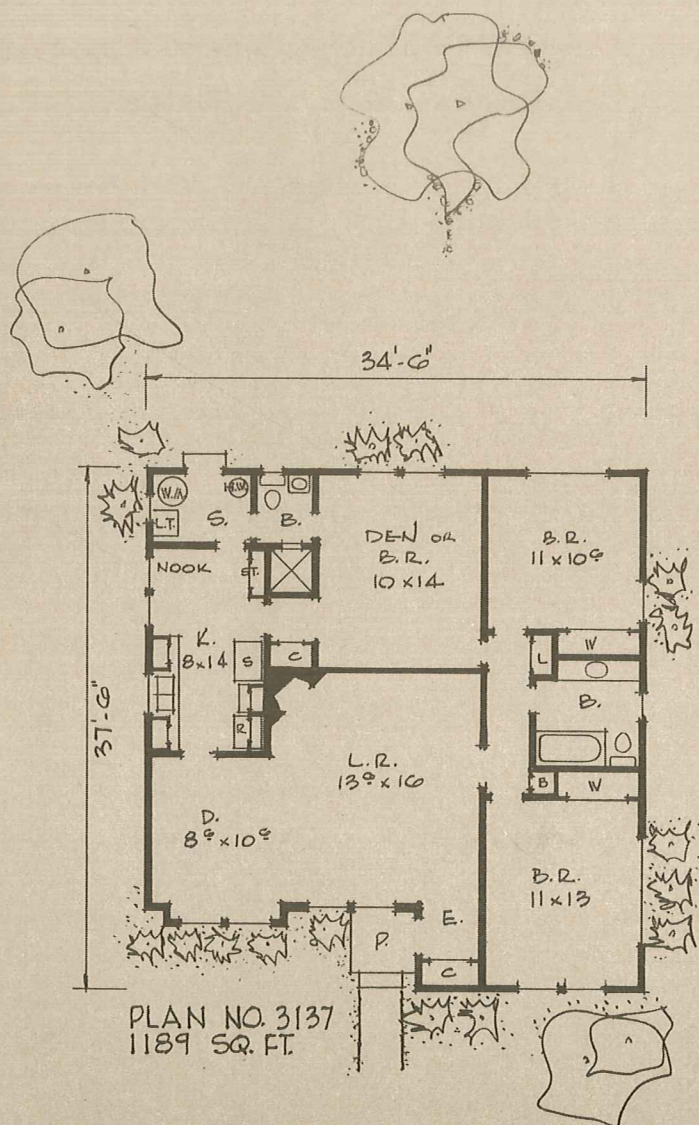 34'-6"
W/A
H.W.
L.T.
S.
B.
NOOK
ST.
DEN OR
B.R.
10 x 14
B.R.
11 x 10⁶
K.
8 x 14
S
C
L
W
B.
37'-6"
R
L.R.
13⁶ x 16
B
W
D.
8⁶ x 10⁶
B.R.
11 x 13
E.
P.
C
PLAN NO. 3137
1189 SQ. FT.